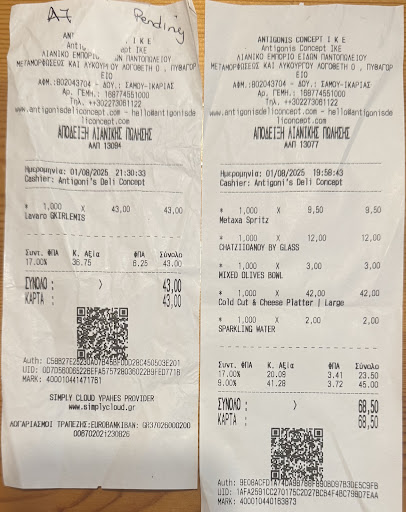 A7
Pending
Antigonis Concept IKE
ΛΙΑΝΙΚΟ ΕΜΠΟΡΙΟ ΕΙΔΩΝ ΠΑΝΤΟΠΩΛΕΙΟΥ
ΜΕΤΑΜΟΡΦΩΣΕΩΣ ΚΑΙ ΛΥΚΟΥΡΓΟΥ ΛΟΓΟΘΕΤΗ 0 , ΠΥΘΑΓΟΡ
ΕΙΟ
ΑΦΜ.:802043704 - ΔΟΥ.: ΣΑΜΟΥ-ΙΚΑΡΙΑΣ
Αρ. ΓΕΜΗ.: 168774551000
Τηλ. ++302273061122
www.antigonisdeliconcept.com - hello@antigonisde
liconcept.com
ΑΠΟΔΕΙΞΗ ΛΙΑΝΙΚΗΣ ΠΩΛΗΣΗΣ
ΑΛΠ 13094
Ημερομηνία: 01/08/2025 21:30:33
Cashier: Antigoni's Deli Concept
* 1,000 X 43,00 43,00
Lavaro GKIRLEMIS
Συντ. ΦΠΑ Κ. Αξία ΦΠΑ Σύνολο
17.00% 36.75 6.25 43.00
ΣΥΝΟΛΟ : > 43,00
ΚΑΡΤΑ : 43,00
MARK: 400010441471781
SIMPLY CLOUD YPAHES PROVIDER
www.simplycloud.gr
ΛΟΓΑΡΙΑΣΜΟΙ ΤΡΑΠΕΖΗΣ:EUROBANKIBAN: GR37026000200
006702021230826
ANTIGONIS CONCEPT I K E
Antigonis Concept IKE
ΛΙΑΝΙΚΟ ΕΜΠΟΡΙΟ ΕΙΔΩΝ ΠΑΝΤΟΠΩΛΕΙΟΥ
ΜΕΤΑΜΟΡΦΩΣΕΩΣ ΚΑΙ ΛΥΚΟΥΡΓΟΥ ΛΟΓΟΘΕΤΗ 0 , ΠΥΘΑΓΟΡ
ΕΙΟ
ΑΦΜ.:802043704 - ΔΟΥ.: ΣΑΜΟΥ-ΙΚΑΡΙΑΣ
Αρ. ΓΕΜΗ.: 168774551000
Τηλ. ++302273061122
www.antigonisdeliconcept.com - hello@antigonisde
liconcept.com
ΑΠΟΔΕΙΞΗ ΛΙΑΝΙΚΗΣ ΠΩΛΗΣΗΣ
ΑΛΠ 13077
Ημερομηνία: 01/08/2025 19:58:43
Cashier: Antigoni's Deli Concept
* 1,000 X 9,50 9,50
Metaxa Spritz
* 1,000 X 12,00 12,00
CHATZIIOANOY BY GLASS
* 1,000 X 3,00 3,00
MIXED OLIVES BOWL
* 1,000 X 42,00 42,00
Cold Cut & Cheese Platter | Large
* 1,000 X 2,00 2,00
SPARKLING WATER
Συντ. ΦΠΑ Κ. Αξία ΦΠΑ Σύνολο
17.00% 20.09 3.41 23.50
9.00% 41.28 3.72 45.00
ΣΥΝΟΛΟ : > 68,50
ΚΑΡΤΑ : 68,50
MARK: 400010440163873